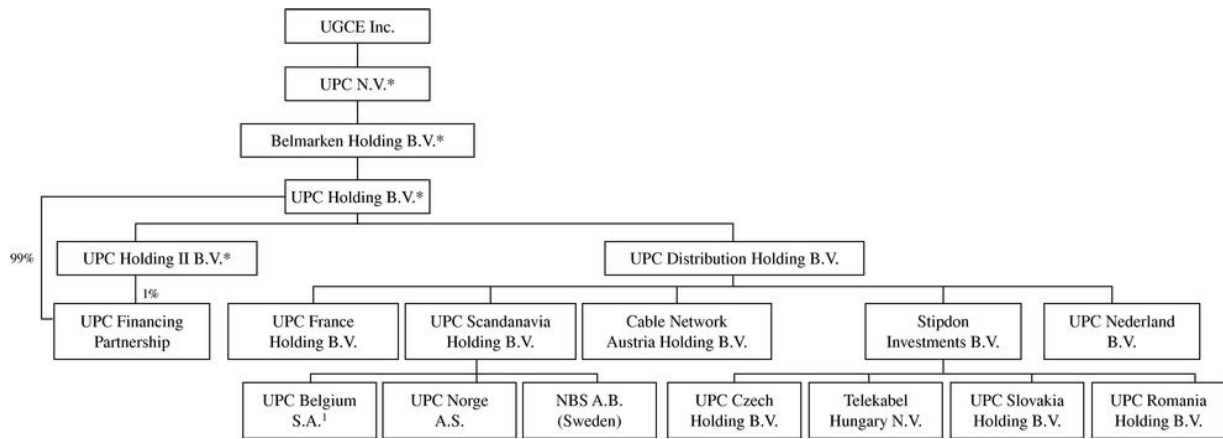 UGCE Inc.
UPC N.V.*
Belmarken Holding B.V.*
UPC Holding B.V.*
99%
UPC Holding II B.V.*
UPC Distribution Holding B.V.
1%
UPC Financing
Partnership
UPC France
Holding B.V.
UPC Scandanavia
Holding B.V.
Cable Network
Austria Holding B.V.
Stipdon
Investments B.V.
UPC Nederland
B.V.
UPC Belgium
S.A.¹
UPC Norge
A.S.
NBS A.B.
(Sweden)
UPC Czech
Holding B.V.
Telekabel
Hungary N.V.
UPC Slovakia
Holding B.V.
UPC Romania
Holding B.V.